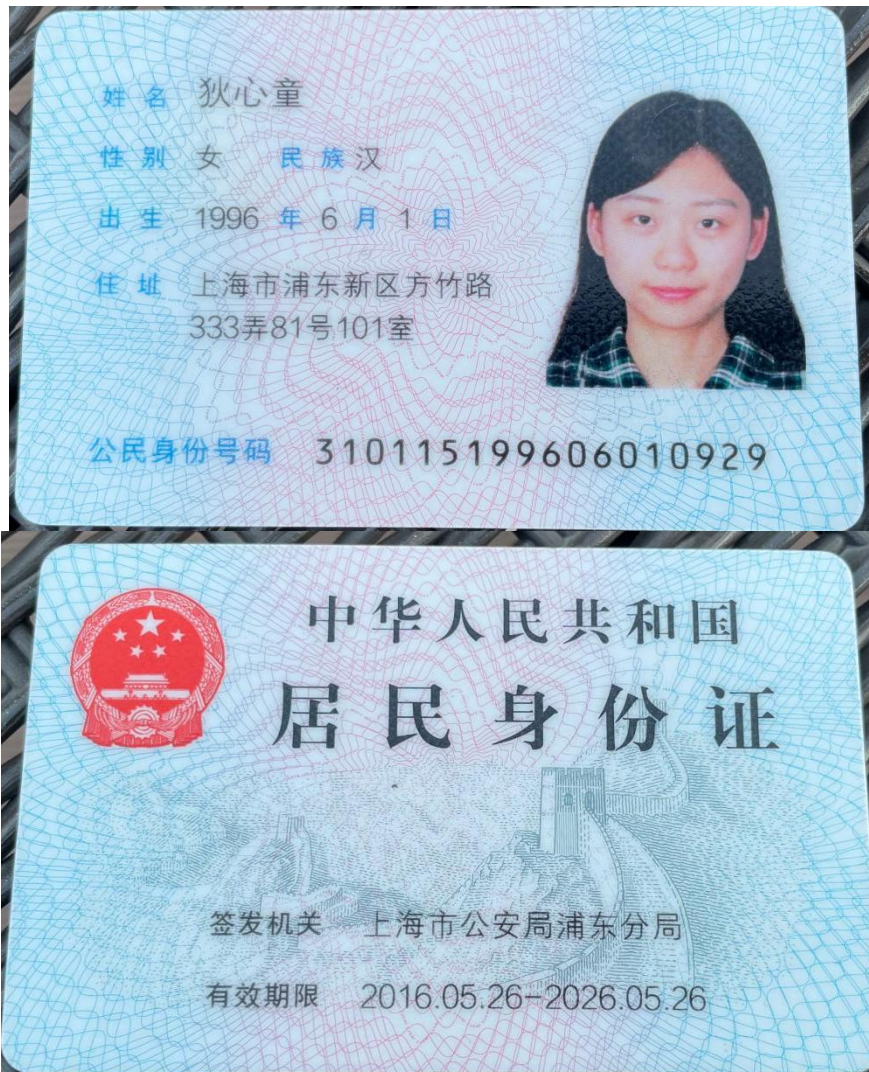 姓名 狄心童
性别 女 民族 汉
出生 1996 年 6 月 1 日
住址 上海市浦东新区方竹路
333弄81号101室
公民身份号码 310115199606010929
中华人民共和国
居民身份证
签发机关 上海市公安局浦东分局
有效期限 2016.05.26-2026.05.26